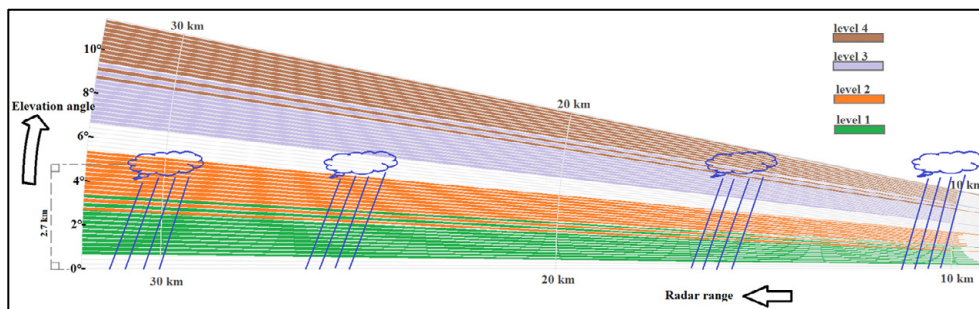 30 km
level 4
10°
level 3
8°
20 km
Elevation angle
level 2
6°
level 1
4°
10 km
2.7 km
2°
0°
30 km
20 km
10 km
Radar range